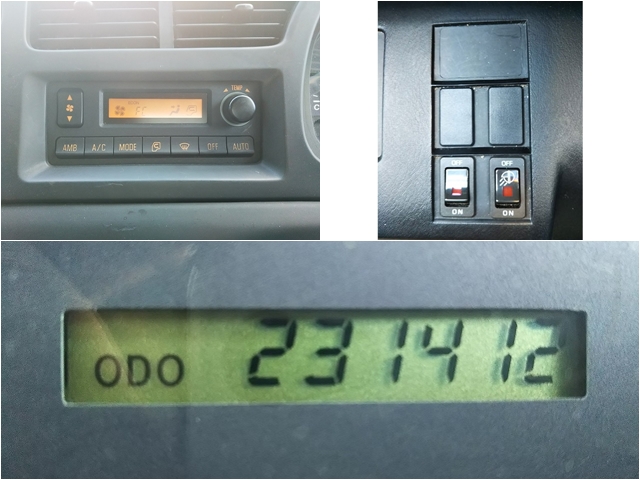 TEMP
AMB A/C MODE OFF AUTO
OFF OFF
ON ON
ODO 231412